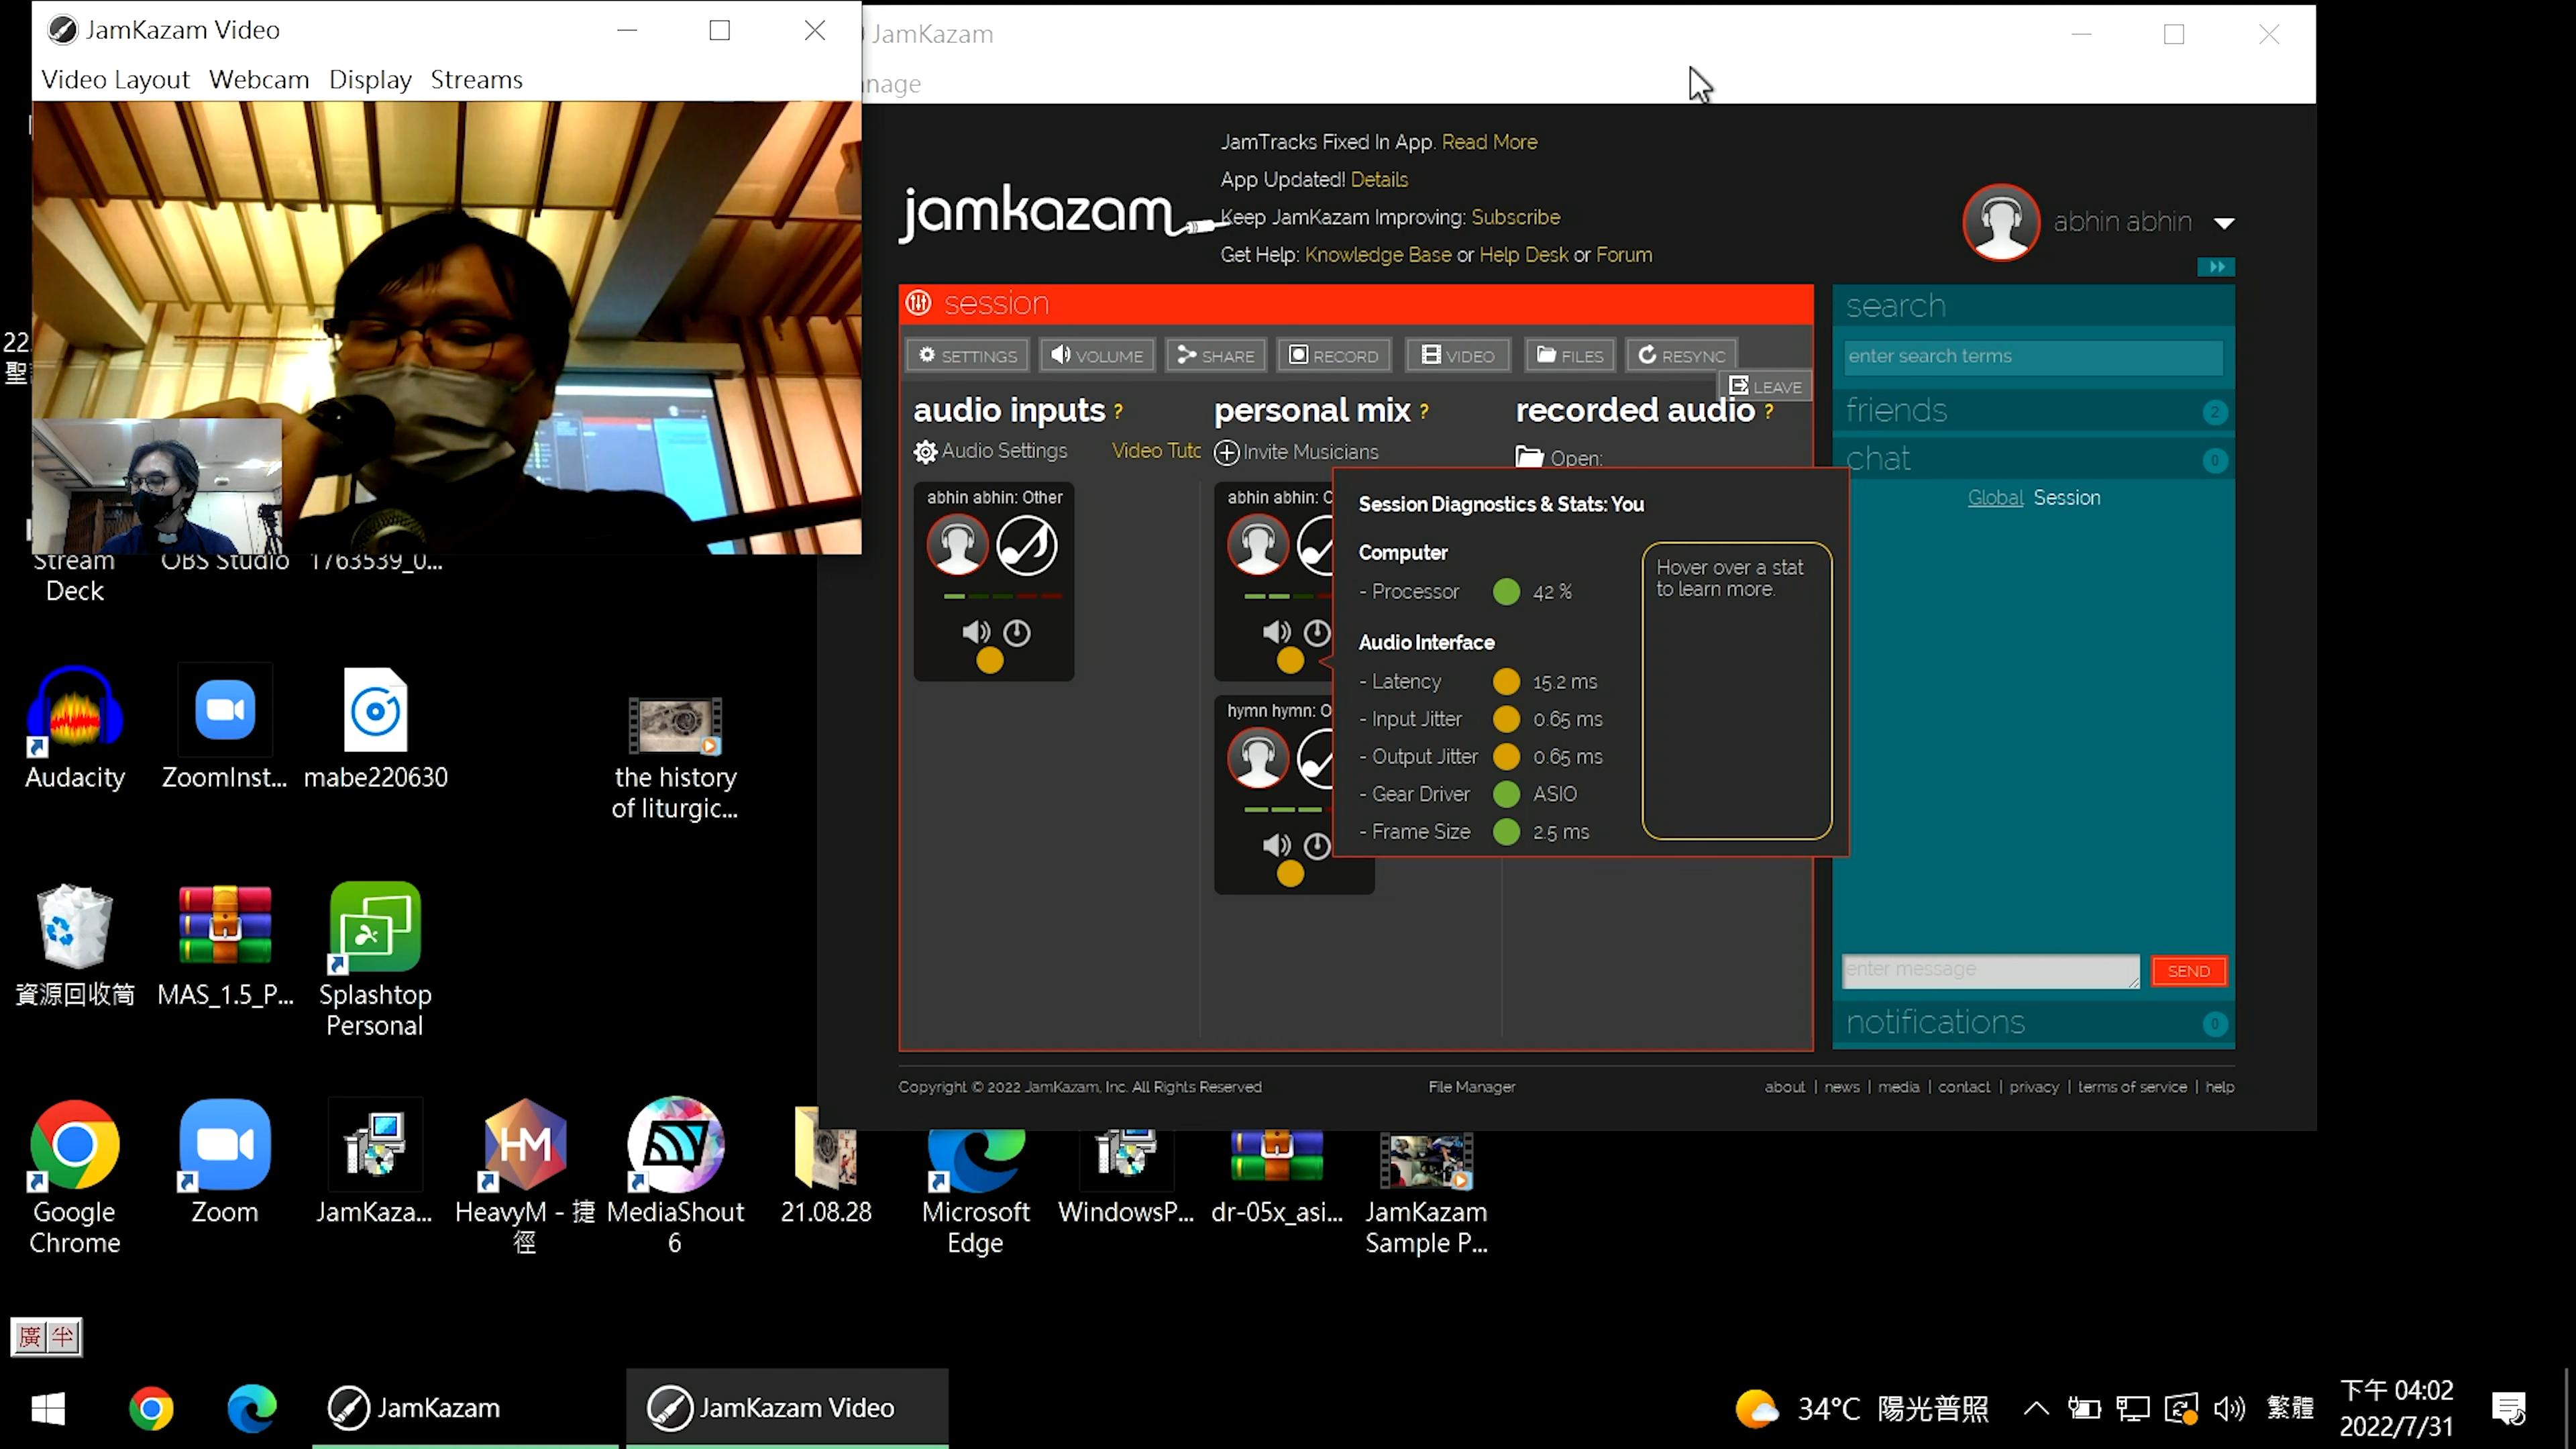 JamKazam Video
Video Layout Webcam Display Streams
JamKazam
nage
JamTracks Fixed In App. Read More
App Updated! Details
Keep JamKazam Improving: Subscribe
Get Help: Knowledge Base or Help Desk or Forum
jamkazam
abhin abhin
session
SETTINGS VOLUME SHARE RECORD VIDEO FILES RESYNC
LEAVE
audio inputs ?
Audio Settings Video Tutc
abhin abhin: Other
personal mix ?
Invite Musicians
abhin abhin: O
hymn hymn: O
recorded audio ?
Open:
Session Diagnostics & Stats: You
Computer
- Processor 42 %
Audio Interface
- Latency 15.2 ms
- Input Jitter 0.65 ms
- Output Jitter 0.65 ms
- Gear Driver ASIO
- Frame Size 2.5 ms
Hover over a stat
to learn more.
search
enter search terms
friends 2
chat 0
Global Session
enter message SEND
notifications 0
Copyright © 2022 JamKazam, Inc. All Rights Reserved
File Manager
about | news | media | contact | privacy | terms of service | help
22
聖
Stream
Deck
OBS Studio
1763539_0...
Audacity
ZoomInst...
mabe220630
the history
of liturgic...
資源回收筒
MAS_1.5_P...
Splashtop
Personal
Google
Chrome
Zoom
JamKaza...
HM
HeavyM - 捷
徑
MediaShout
6
21.08.28
Microsoft
Edge
WindowsP...
dr-05x_asi...
JamKazam
Sample P...
廣 半
JamKazam
JamKazam Video
34°C 陽光普照
繁體
下午 04:02
2022/7/31